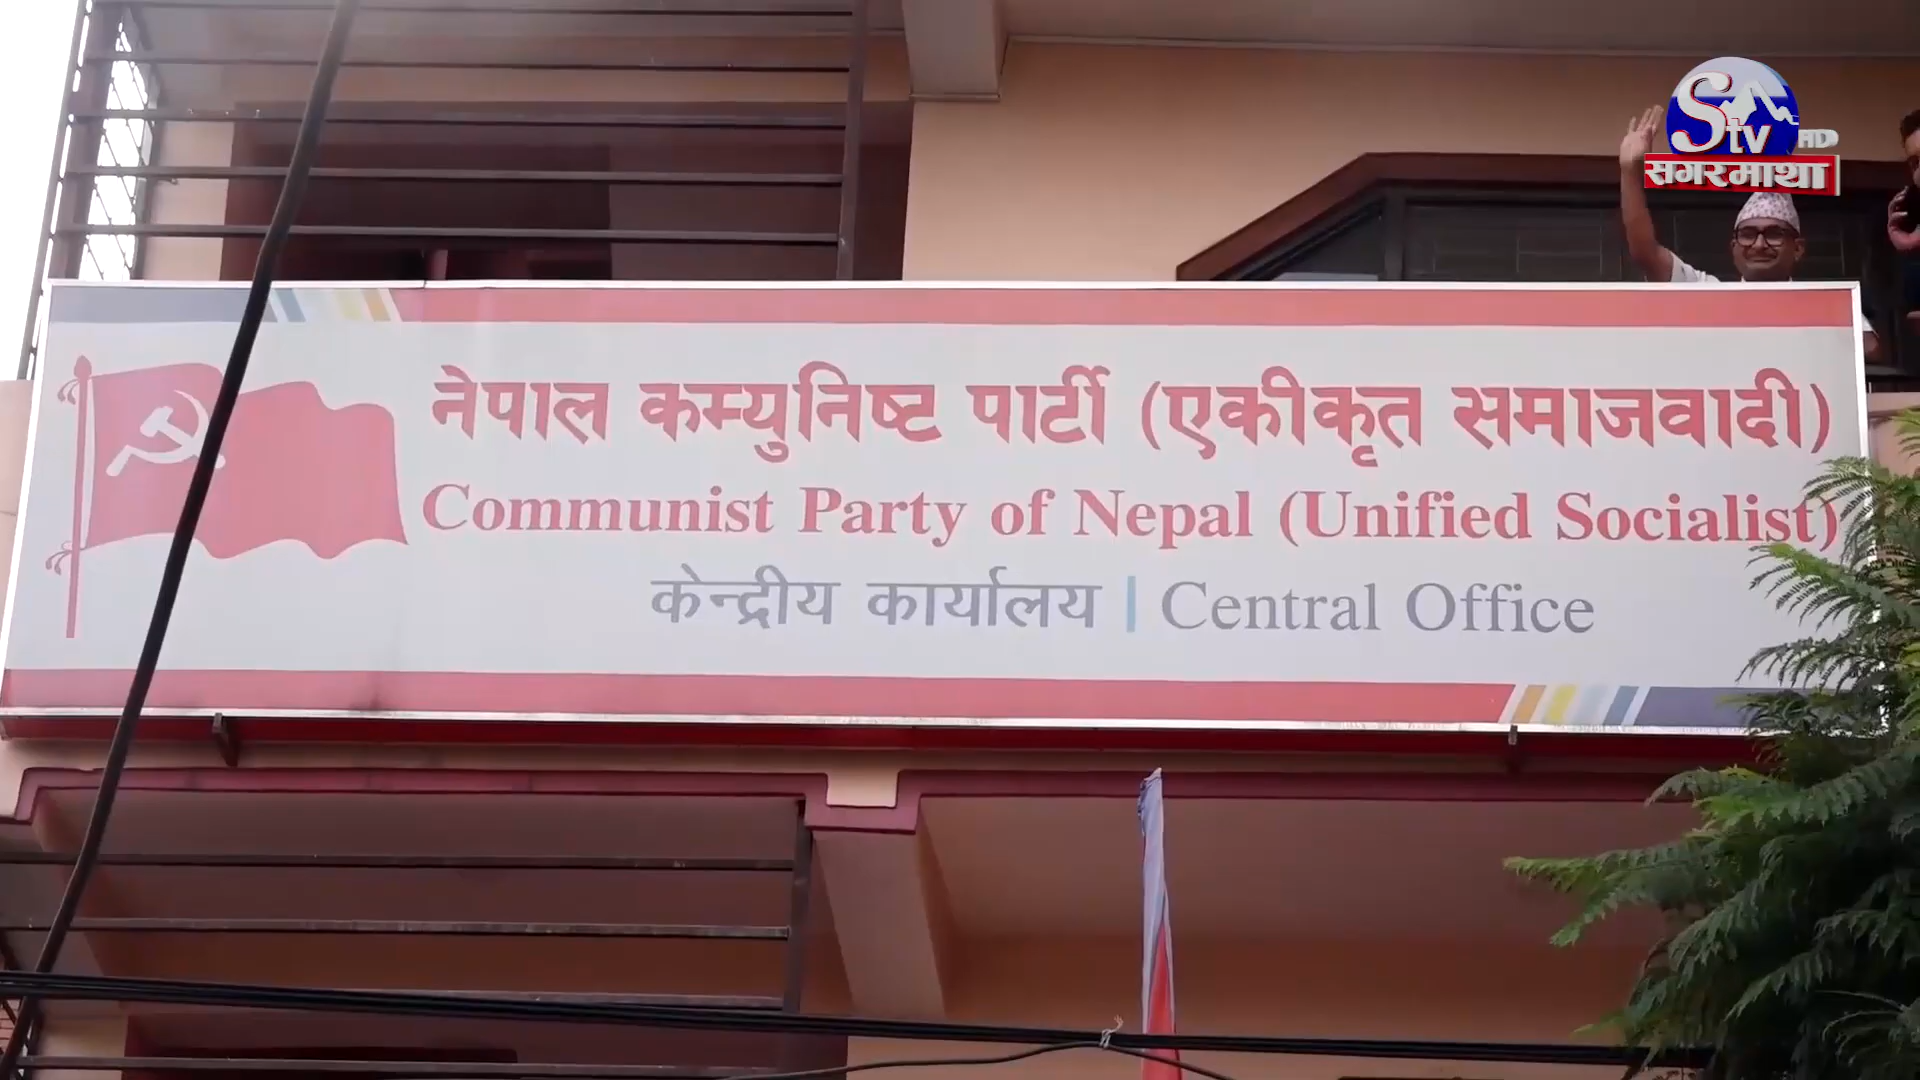 Stv HD
सगरमाथा
नेपाल कम्युनिष्ट पार्टी (एकीकृत समाजवादी)
Communist Party of Nepal (Unified Socialist)
केन्द्रीय कार्यालय | Central Office